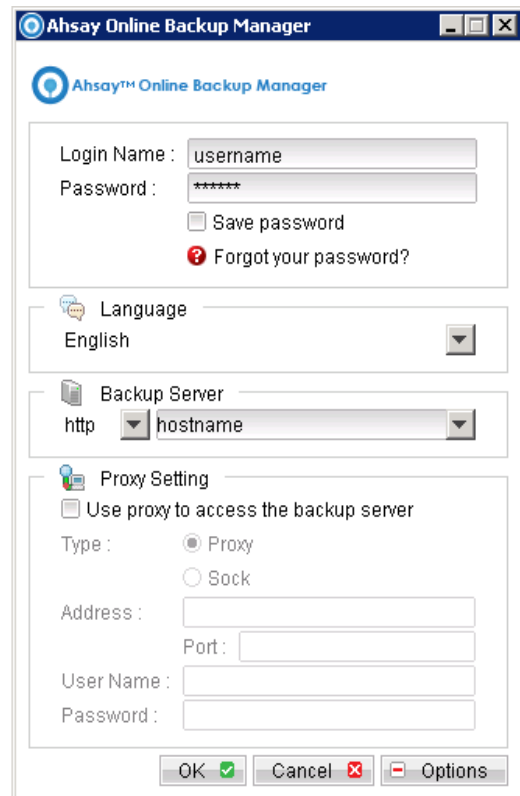 Ahsay Online Backup Manager
Ahsay™ Online Backup Manager
Login Name : username
Password : ******
Save password
Forgot your password?
Language
English
Backup Server
http hostname
Proxy Setting
Use proxy to access the backup server
Type : Proxy
Sock
Address :
Port :
User Name :
Password :
OK Cancel Options